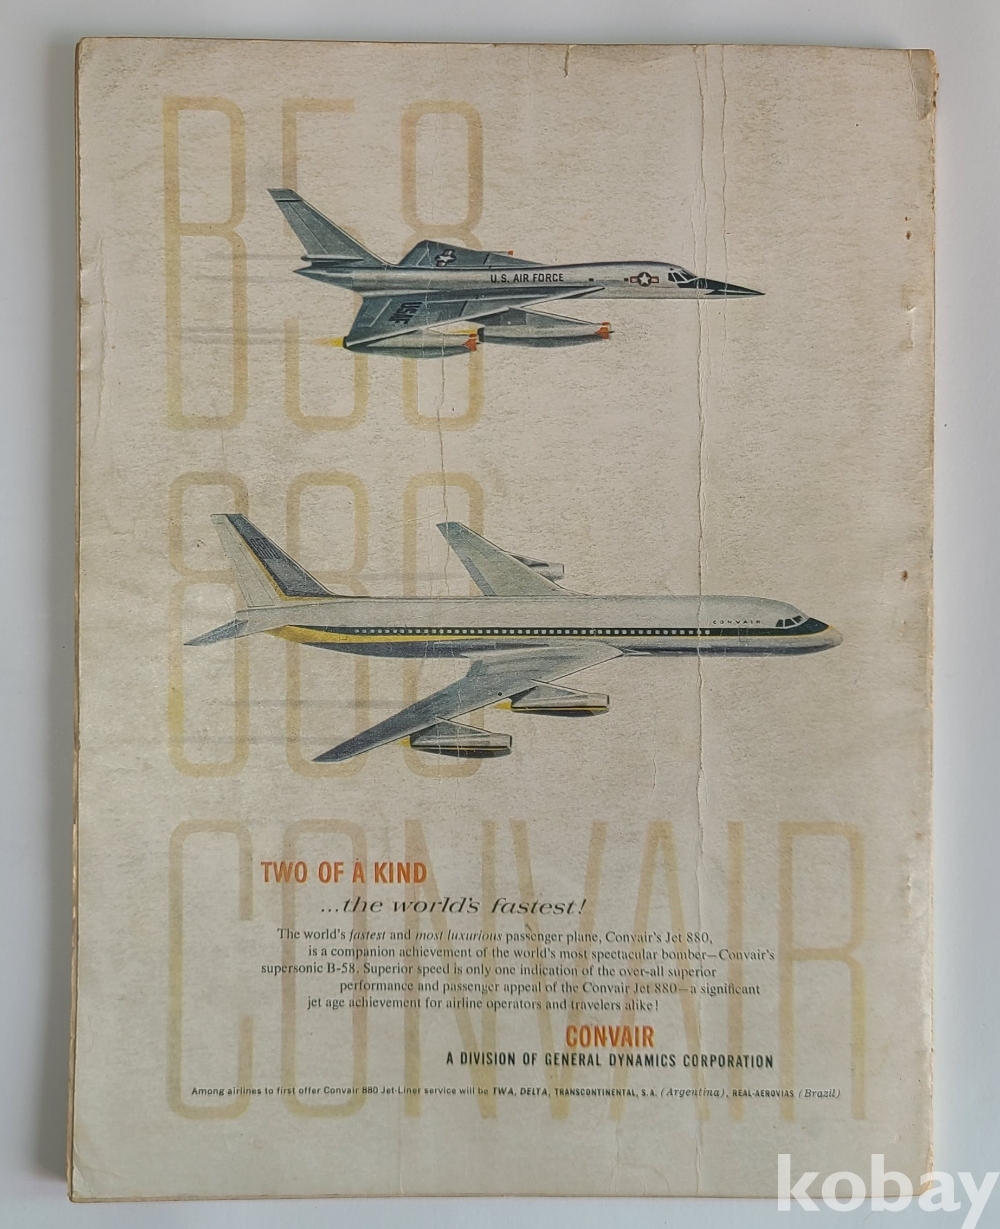 B58
U.S. AIR FORCE
USAF
880
CONVAIR
CONVAIR
TWO OF A KIND
...the world's fastest!
The world's fastest and most luxurious passenger plane, Convair's Jet 880,
is a companion achievement of the world's most spectacular bomber—Convair's
supersonic B-58. Superior speed is only one indication of the over-all superior
performance and passenger appeal of the Convair Jet 880—a significant
jet age achievement for airline operators and travelers alike!
CONVAIR
A DIVISION OF GENERAL DYNAMICS CORPORATION
Among airlines to first offer Convair 880 Jet-Liner service will be TWA, DELTA, TRANSCONTINENTAL, S.A. (Argentina), REAL-AEROVIAS (Brazil)
kobay